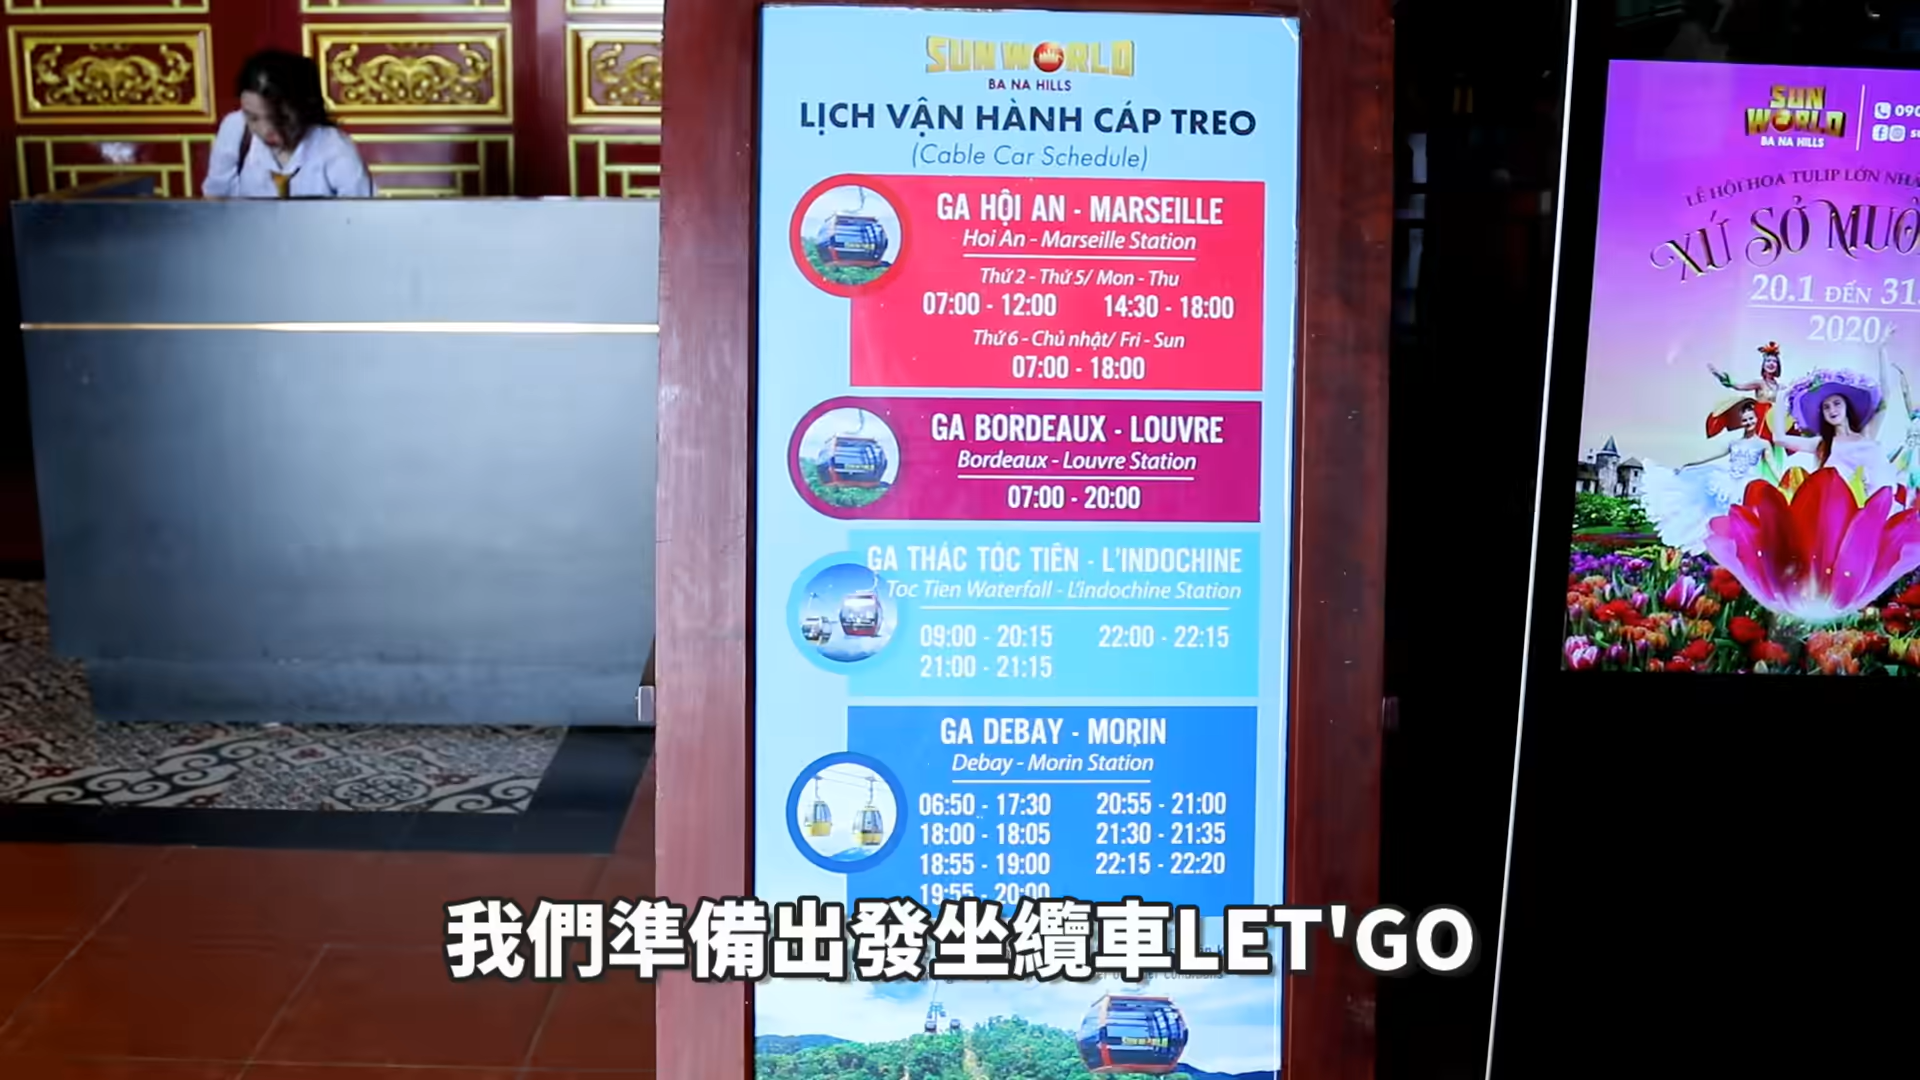 SUN WORLD
BA NA HILLS
LỊCH VẬN HÀNH CÁP TREO
(Cable Car Schedule)
GA HỘI AN - MARSEILLE
Hoi An - Marseille Station
Thứ 2 - Thứ 5/ Mon - Thu
07:00 - 12:00 14:30 - 18:00
Thứ 6 - Chủ nhật/ Fri - Sun
07:00 - 18:00
GA BORDEAUX - LOUVRE
Bordeaux - Louvre Station
07:00 - 20:00
GA THÁC TÓC TIÊN - L'INDOCHINE
Toc Tien Waterfall - L'indochine Station
09:00 - 20:15 22:00 - 22:15
21:00 - 21:15
GA DEBAY - MORIN
Debay - Morin Station
06:50 - 17:30 20:55 - 21:00
18:00 - 18:05 21:30 - 21:35
18:55 - 19:00 22:15 - 22:20
19:55 - 20:00
我們準備出發坐纜車LET'GO
SUN WORLD
SUN
WORLD
BA NA HILLS
090
LỄ HỘI HOA TULIP LỚN
XỨ SỞ
20.1 ĐẾN 31
2020